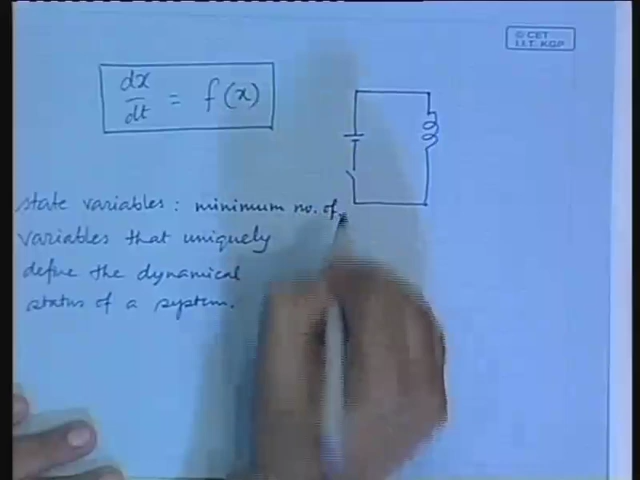 © CET
I.I.T. KGP
dx/dt = f(x)
state variables : minimum no. of
variables that uniquely
define the dynamical
status of a system.